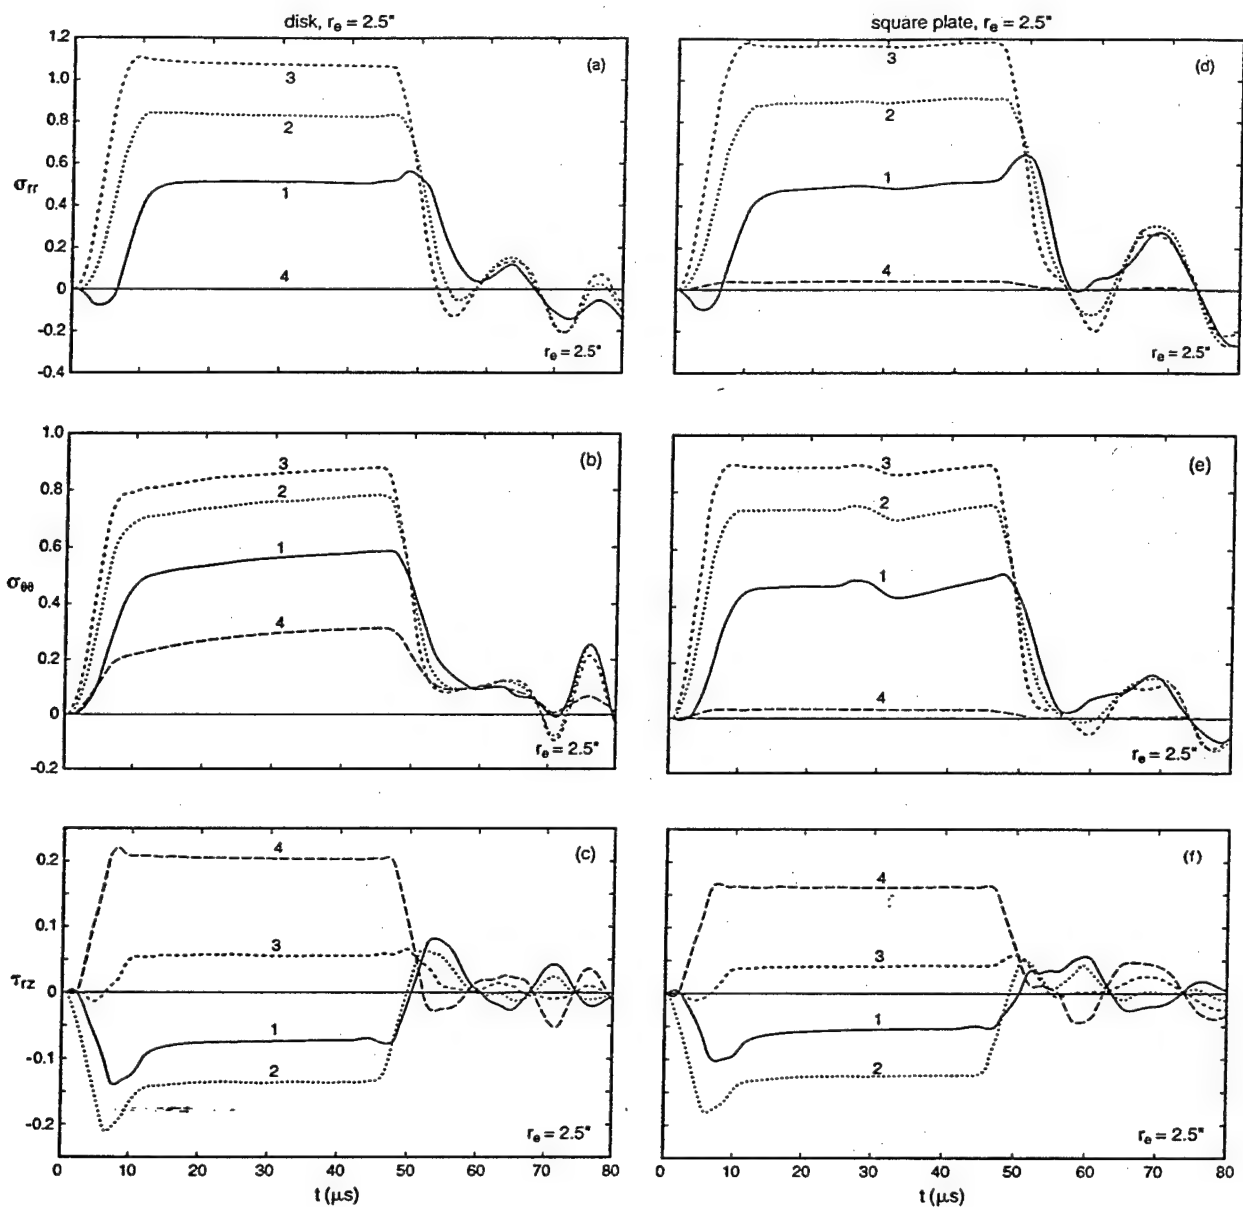 disk, rₑ = 2.5"
square plate, rₑ = 2.5"
1.2
1.0
0.8
0.6
0.4
0.2
0
-0.2
-0.4
σrr
(a)
3
2
1
4
rₑ = 2.5"
(d)
3
2
1
4
rₑ = 2.5"
1.0
0.8
0.6
0.4
0.2
0
-0.2
σθθ
(b)
3
2
1
4
rₑ = 2.5"
(e)
3
2
1
4
rₑ = 2.5"
0.2
0.1
0
-0.1
-0.2
τrz
(c)
4
3
1
2
rₑ = 2.5"
0 10 20 30 40 50 60 70 80
t (μs)
(f)
4
3
1
2
rₑ = 2.5"
0 10 20 30 40 50 60 70 80
t (μs)